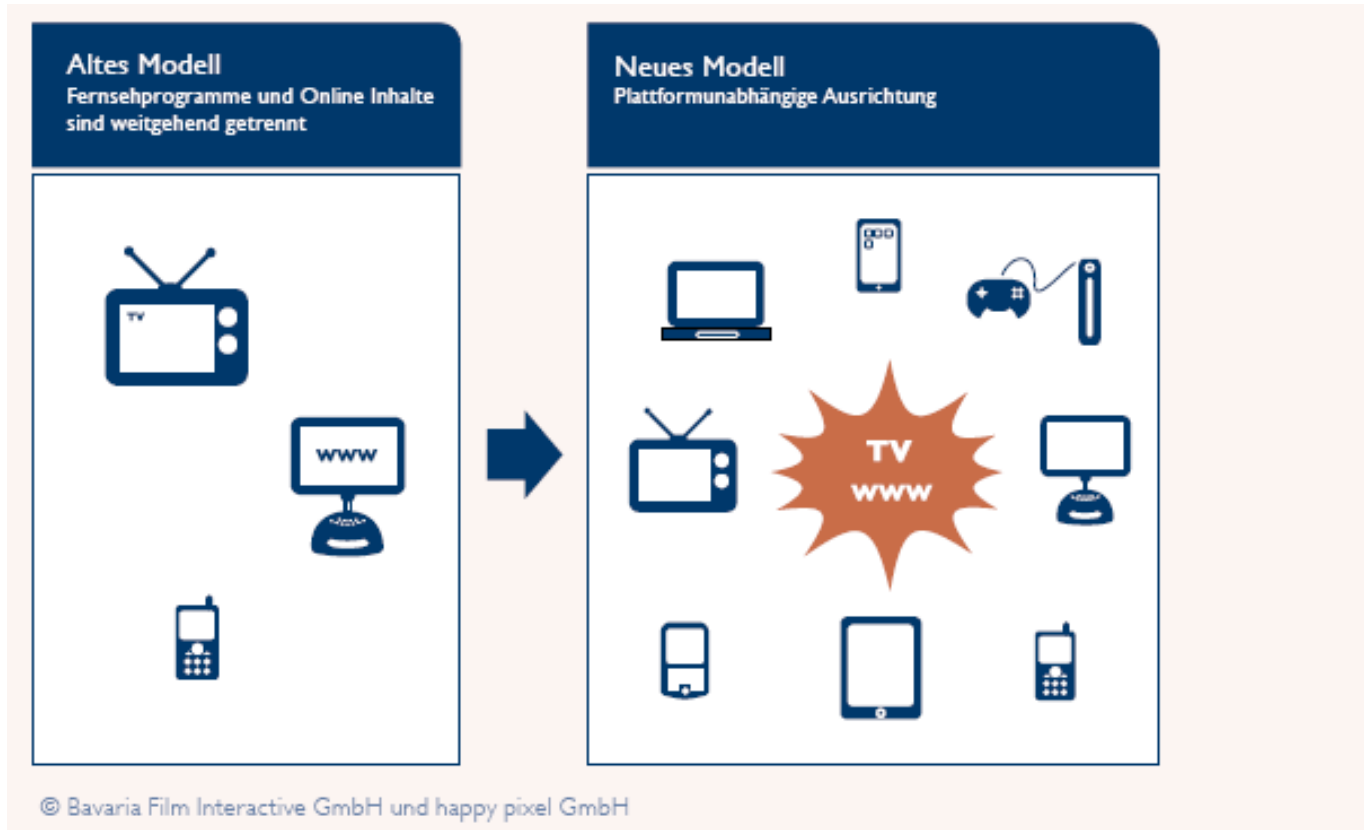 Altes Modell
Fernsehprogramme und Online Inhalte
sind weitgehend getrennt
Neues Modell
Plattformunabhängige Ausrichtung
TV
www
TV
www
© Bavaria Film Interactive GmbH und happy pixel GmbH